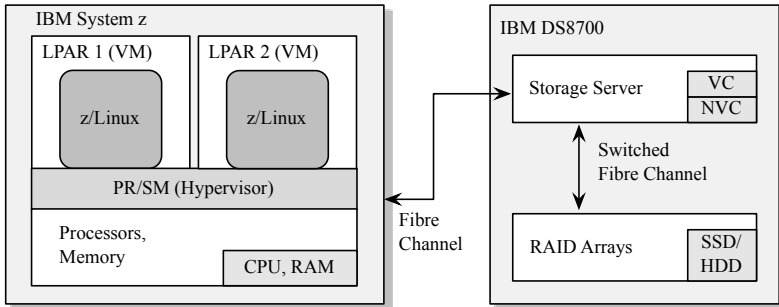 IBM System z
LPAR 1 (VM)
LPAR 2 (VM)
z/Linux
z/Linux
PR/SM (Hypervisor)
Processors,
Memory
CPU, RAM
Fibre
Channel
IBM DS8700
Storage Server
VC
NVC
Switched
Fibre Channel
RAID Arrays
SSD/
HDD